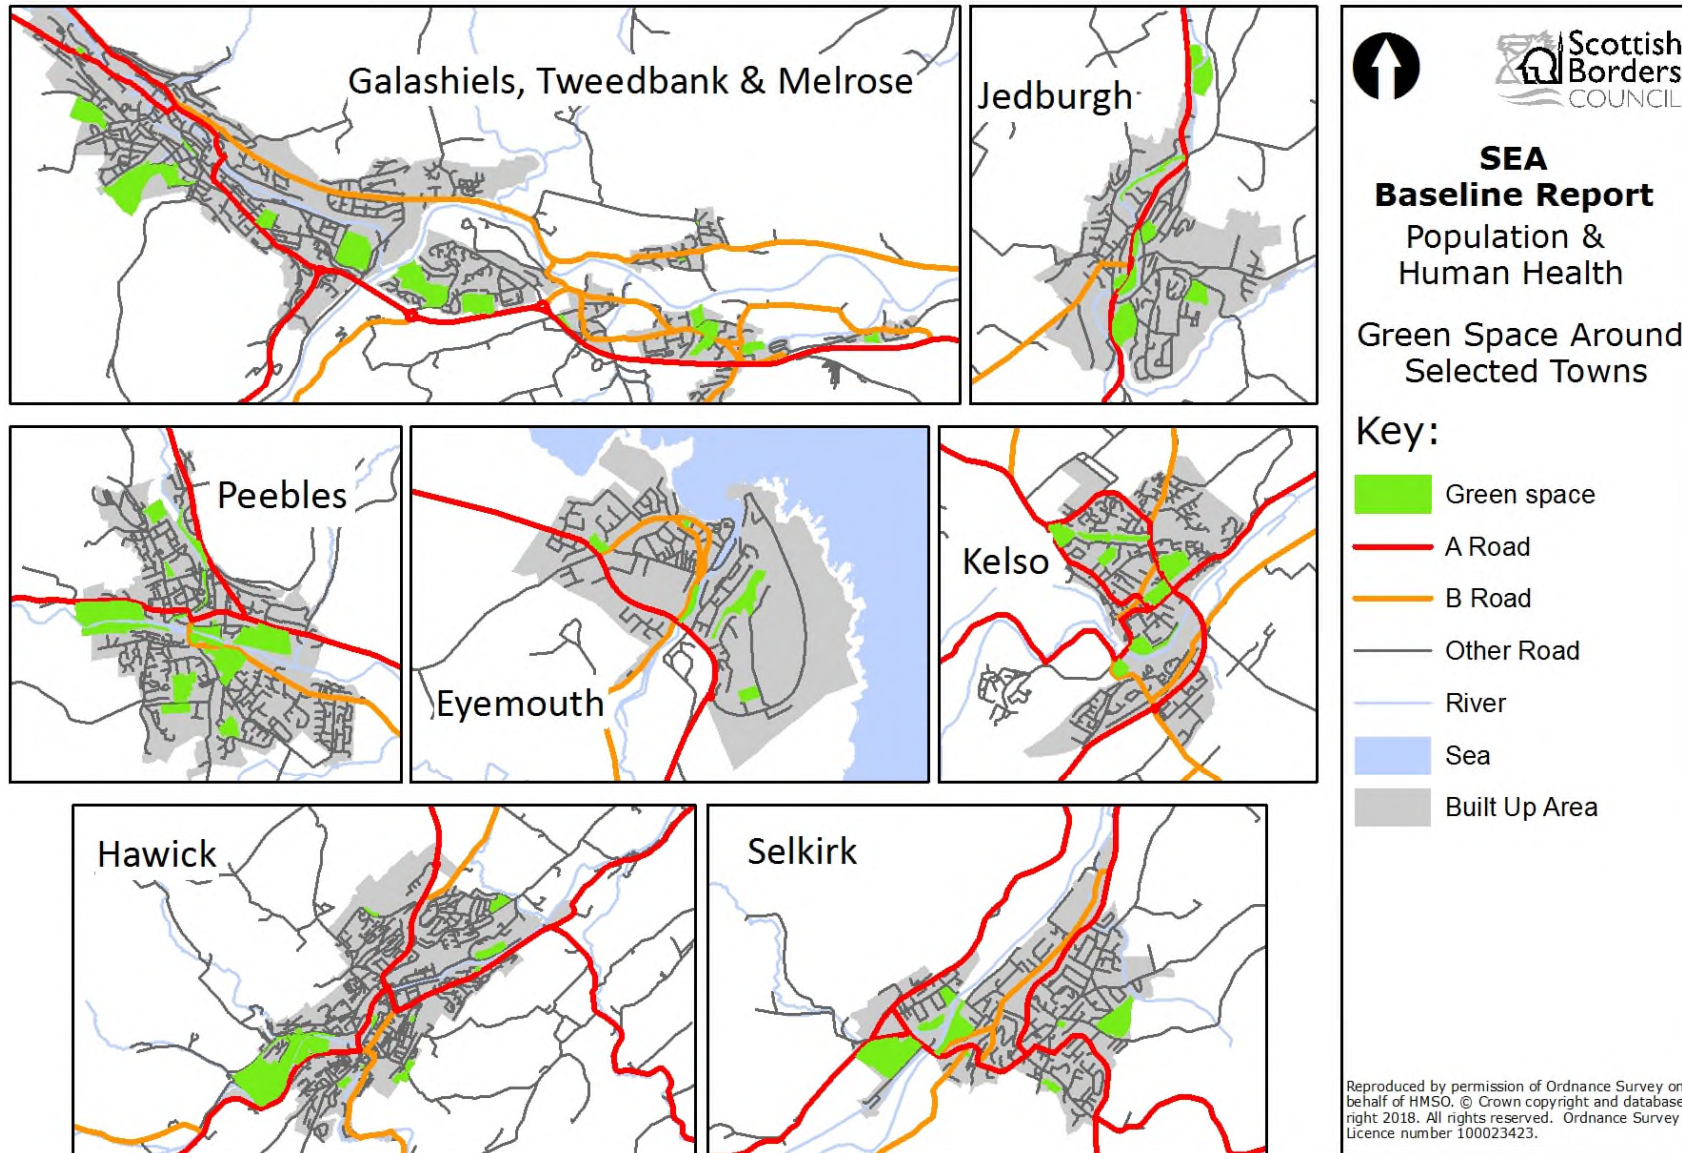 Galashiels, Tweedbank & Melrose
Jedburgh
Peebles
Eyemouth
Kelso
Hawick
Selkirk
Scottish
Borders
COUNCIL
SEA
Baseline Report
Population &
Human Health
Green Space Around
Selected Towns
Key:
Green space
A Road
B Road
Other Road
River
Sea
Built Up Area
Reproduced by permission of Ordnance Survey on
behalf of HMSO. © Crown copyright and database
right 2018. All rights reserved. Ordnance Survey
Licence number 100023423.